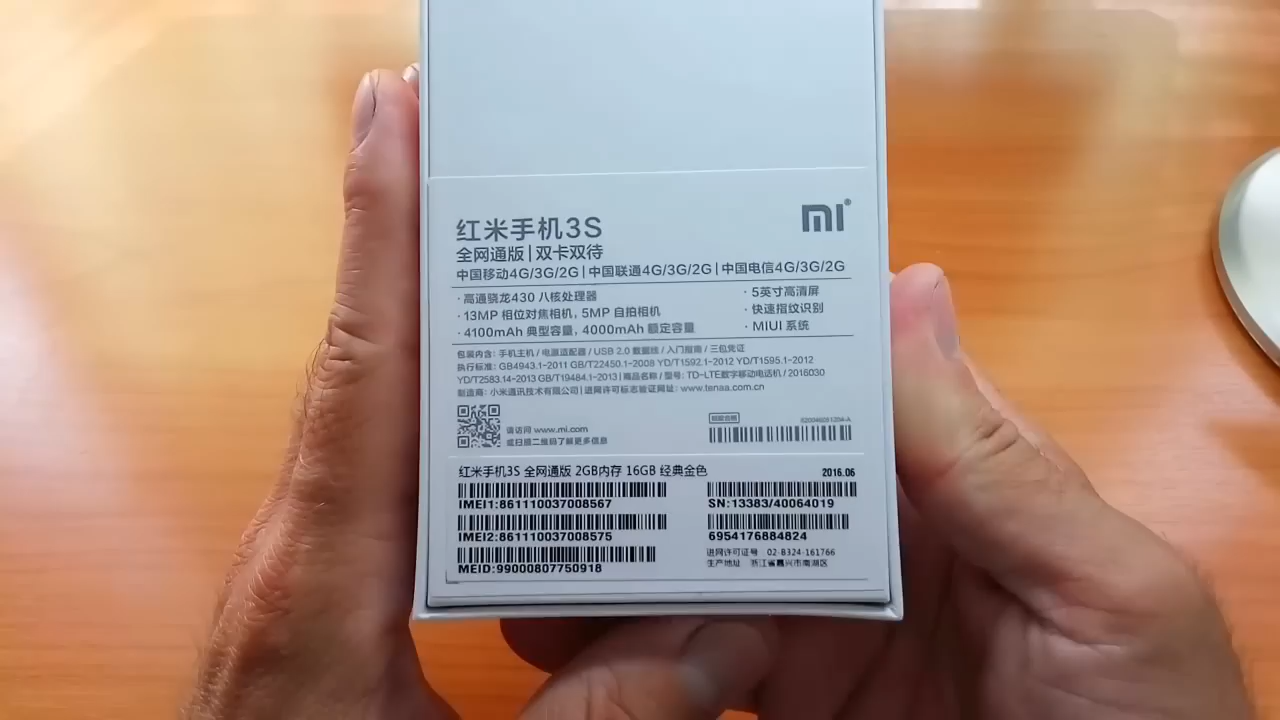 红米手机3S
mi®
全网通版|双卡双待
中国移动4G/3G/2G|中国联通4G/3G/2G|中国电信4G/3G/2G
·高通骁龙430 八核处理器
·5英寸高清屏
·13MP 相位对焦相机，5MP 自拍相机
·快速指纹识别
·4100mAh 典型容量，4000mAh 额定容量
·MIUI 系统
包装内含：手机主机 / 电源适配器 / USB 2.0 数据线 / 入门指南 / 三包凭证
执行标准：GB4943.1-2011 GB/T22450.1-2008 YD/T1592.1-2012 YD/T1595.1-2012
YD/T2583.14-2013 GB/T19484.1-2013 | 商品名称 / 型号：TD-LTE数字移动电话机 / 2016030
制造商：小米通讯技术有限公司|进网许可标志验证网址：www.tenaa.com.cn
请访问 www.mi.com
或扫描二维码了解更多信息
红米手机3S 全网通版 2GB内存 16GB 经典金色
2016.06
IMEI1:861110037008567
SN:13383/40064019
IMEI2:861110037008575
6954176884824
MEID:99000807750918
进网许可证号 02-B324-161766
生产地址 浙江省嘉兴市南湖区